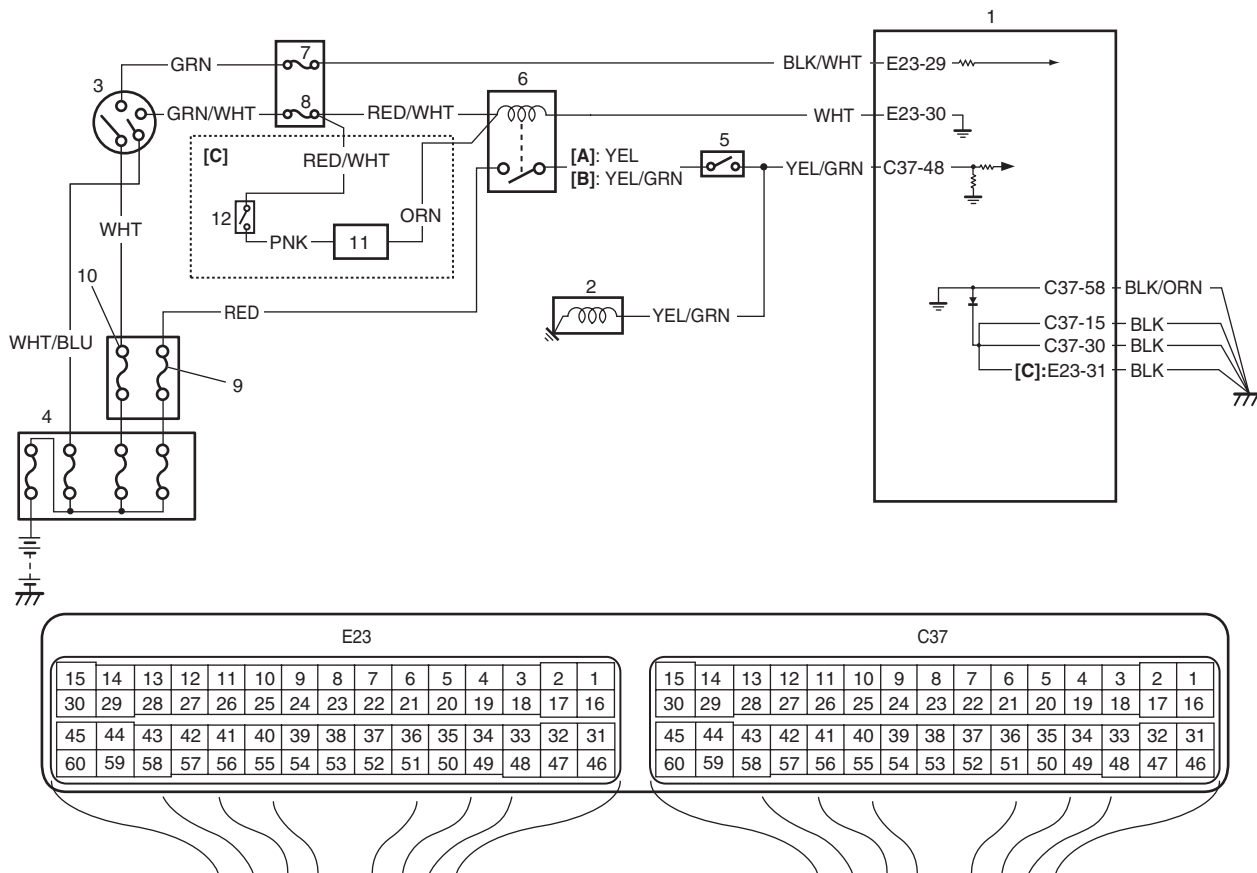 1
GRN
7
BLK/WHT
E23-29
3
6
GRN/WHT
8
RED/WHT
WHT
E23-30
[C]
RED/WHT
[A]: YEL
[B]: YEL/GRN
5
YEL/GRN
C37-48
12
ORN
PNK
11
WHT
10
2
C37-58
BLK/ORN
RED
YEL/GRN
C37-15
BLK
WHT/BLU
C37-30
BLK
9
[C]:E23-31
BLK
4
E23
15 14 13 12 11 10 9 8 7 6 5 4 3 2 1
30 29 28 27 26 25 24 23 22 21 20 19 18 17 16
45 44 43 42 41 40 39 38 37 36 35 34 33 32 31
60 59 58 57 56 55 54 53 52 51 50 49 48 47 46
C37
15 14 13 12 11 10 9 8 7 6 5 4 3 2 1
30 29 28 27 26 25 24 23 22 21 20 19 18 17 16
45 44 43 42 41 40 39 38 37 36 35 34 33 32 31
60 59 58 57 56 55 54 53 52 51 50 49 48 47 46